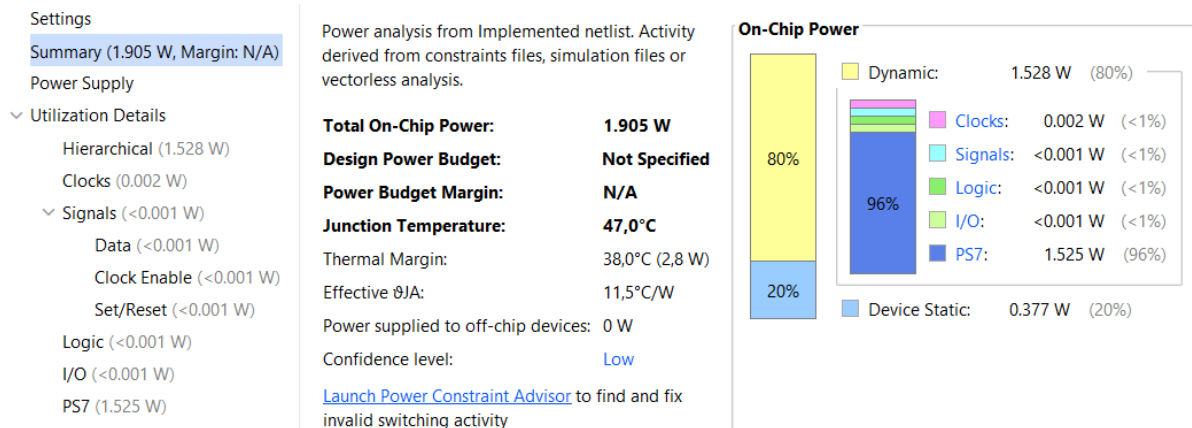 Settings
Summary (1.905 W, Margin: N/A)
Power Supply
Utilization Details
Hierarchical (1.528 W)
Clocks (0.002 W)
Signals (<0.001 W)
Data (<0.001 W)
Clock Enable (<0.001 W)
Set/Reset (<0.001 W)
Logic (<0.001 W)
I/O (<0.001 W)
PS7 (1.525 W)
Power analysis from Implemented netlist. Activity
derived from constraints files, simulation files or
vectorless analysis.
Total On-Chip Power: 1.905 W
Design Power Budget: Not Specified
Power Budget Margin: N/A
Junction Temperature: 47,0°C
Thermal Margin: 38,0°C (2,8 W)
Effective ϑJA: 11,5°C/W
Power supplied to off-chip devices: 0 W
Confidence level: Low
Launch Power Constraint Advisor to find and fix
invalid switching activity
On-Chip Power
80%
20%
Dynamic: 1.528 W (80%)
96%
Clocks: 0.002 W (<1%)
Signals: <0.001 W (<1%)
Logic: <0.001 W (<1%)
I/O: <0.001 W (<1%)
PS7: 1.525 W (96%)
Device Static: 0.377 W (20%)